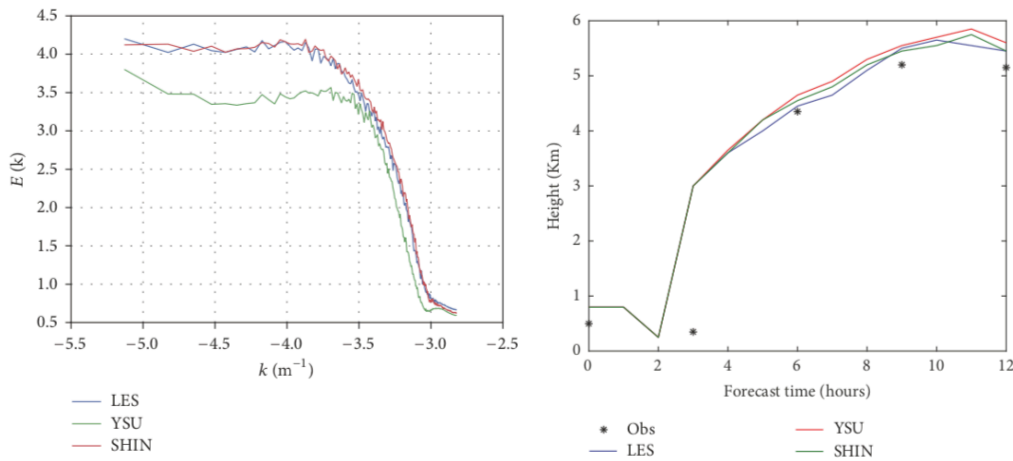 4.5
4.0
3.5
3.0
2.5
2.0
1.5
1.0
0.5
E (k)
−5.5 −5.0 −4.5 −4.0 −3.5 −3.0 −2.5
k (m⁻¹)
LES
YSU
SHIN
6
5
4
3
2
1
0
Height (Km)
0 2 4 6 8 10 12
Forecast time (hours)
Obs YSU
LES SHIN